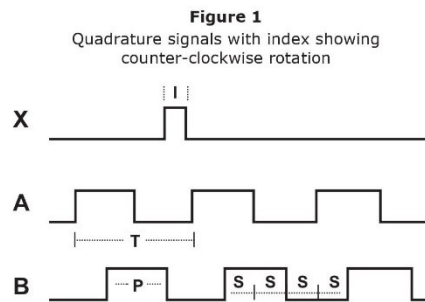 Figure 1
Quadrature signals with index showing
counter-clockwise rotation
I
X
A
T
B
P
S S S S